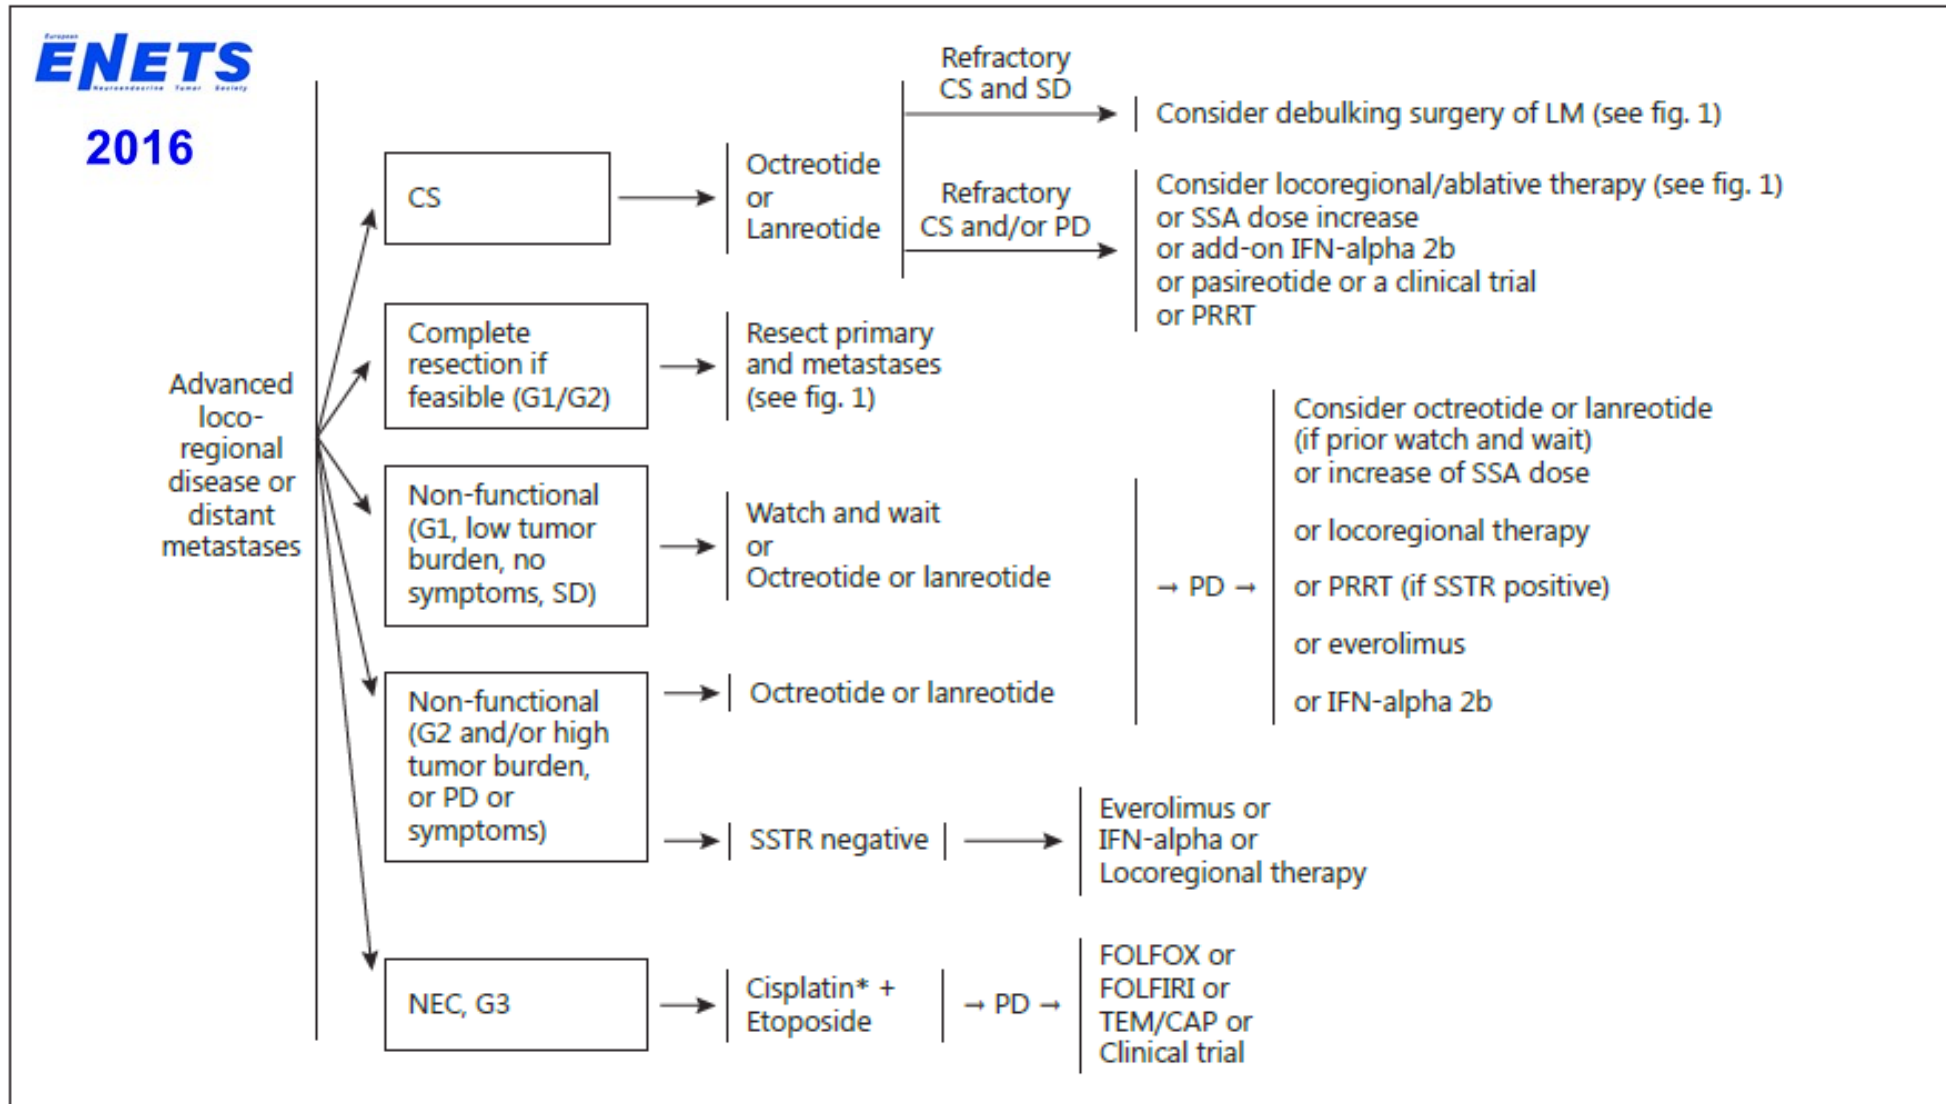 European
ENETS
Neuroendocrine Tumor Society
2016
Advanced
loco-
regional
disease or
distant
metastases
CS
Octreotide
or
Lanreotide
Refractory
CS and SD
Consider debulking surgery of LM (see fig. 1)
Refractory
CS and/or PD
Consider locoregional/ablative therapy (see fig. 1)
or SSA dose increase
or add-on IFN-alpha 2b
or pasireotide or a clinical trial
or PRRT
Complete
resection if
feasible (G1/G2)
Resect primary
and metastases
(see fig. 1)
Non-functional
(G1, low tumor
burden, no
symptoms, SD)
Watch and wait
or
Octreotide or lanreotide
Non-functional
(G2 and/or high
tumor burden,
or PD or
symptoms)
Octreotide or lanreotide
→ PD →
Consider octreotide or lanreotide
(if prior watch and wait)
or increase of SSA dose
or locoregional therapy
or PRRT (if SSTR positive)
or everolimus
or IFN-alpha 2b
SSTR negative
Everolimus or
IFN-alpha or
Locoregional therapy
NEC, G3
Cisplatin* +
Etoposide
→ PD →
FOLFOX or
FOLFIRI or
TEM/CAP or
Clinical trial